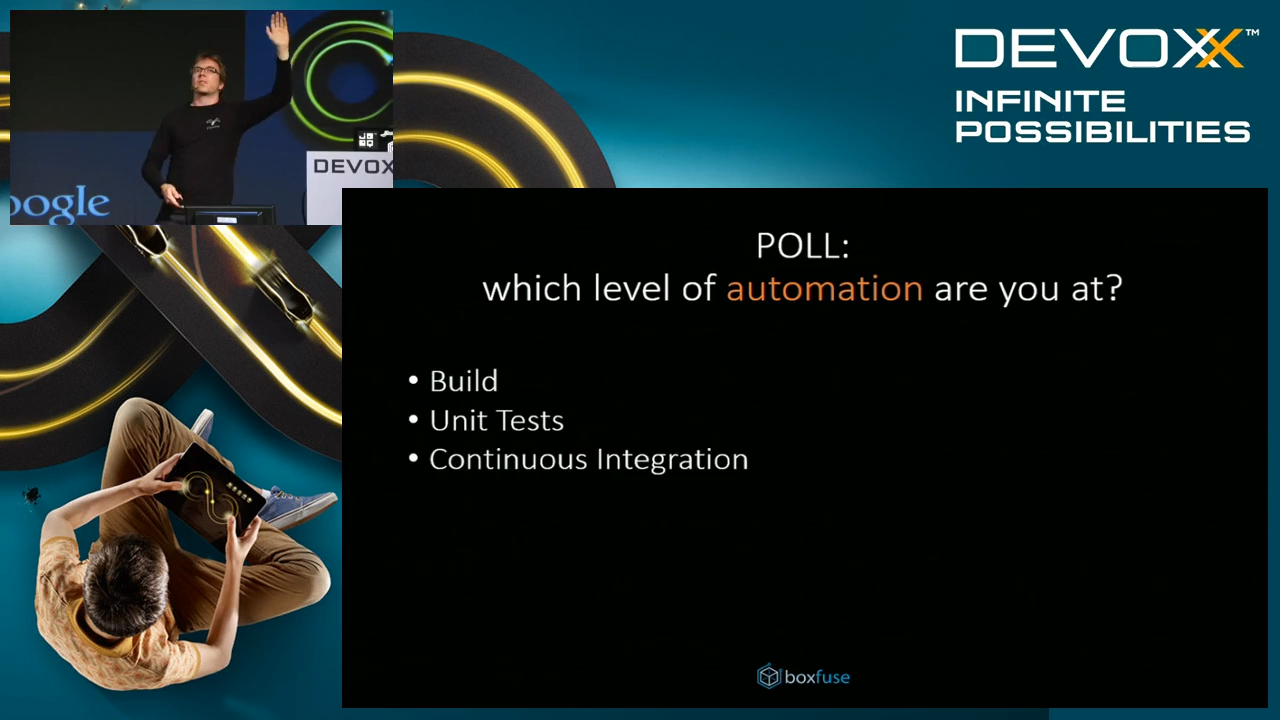 DEVOXX™
INFINITE
POSSIBILITIES
DEVOX
oogle
POLL:
which level of automation are you at?
• Build
• Unit Tests
• Continuous Integration
boxfuse